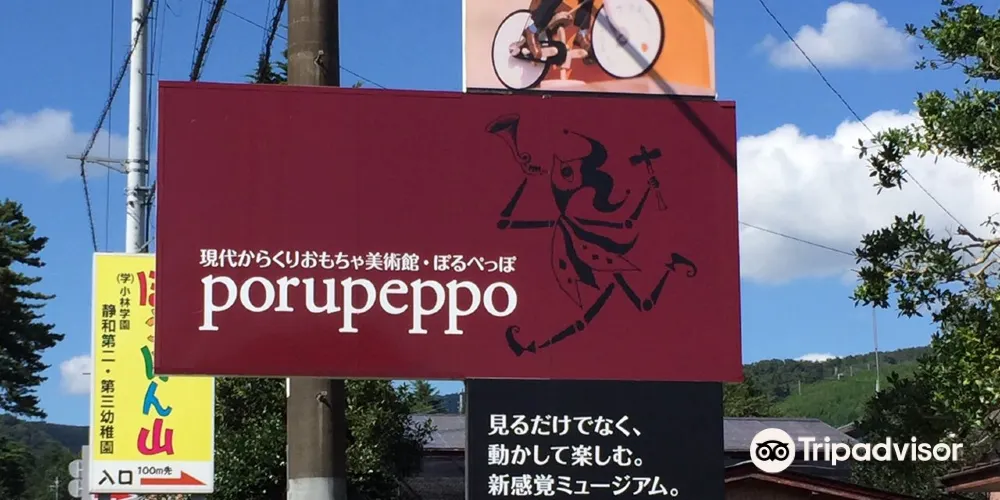 現代からくりおもちゃ美術館・ぽるぺっぽ
porupeppo
見るだけでなく、
動かして楽しむ。
新感覚ミュージアム。
(学)小林学園
静和第二・第三幼稚園
けん山
入口 100m先
Tripadvisor